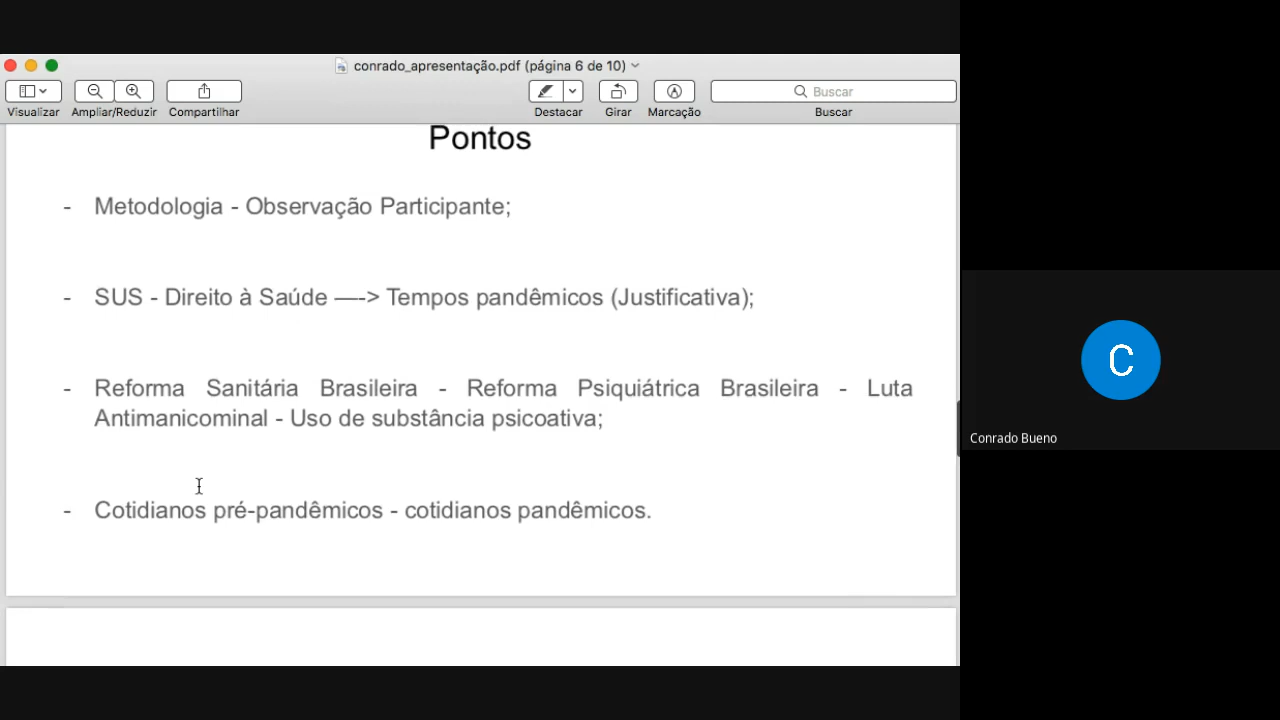 conrado_apresentação.pdf (página 6 de 10)
Visualizar
Ampliar/Reduzir
Compartilhar
Destacar
Girar
Marcação
Buscar
Buscar
Pontos
- Metodologia - Observação Participante;
- SUS - Direito à Saúde —-> Tempos pandêmicos (Justificativa);
- Reforma Sanitária Brasileira - Reforma Psiquiátrica Brasileira - Luta
Antimanicominal - Uso de substância psicoativa;
- Cotidianos pré-pandêmicos - cotidianos pandêmicos.
C
Conrado Bueno